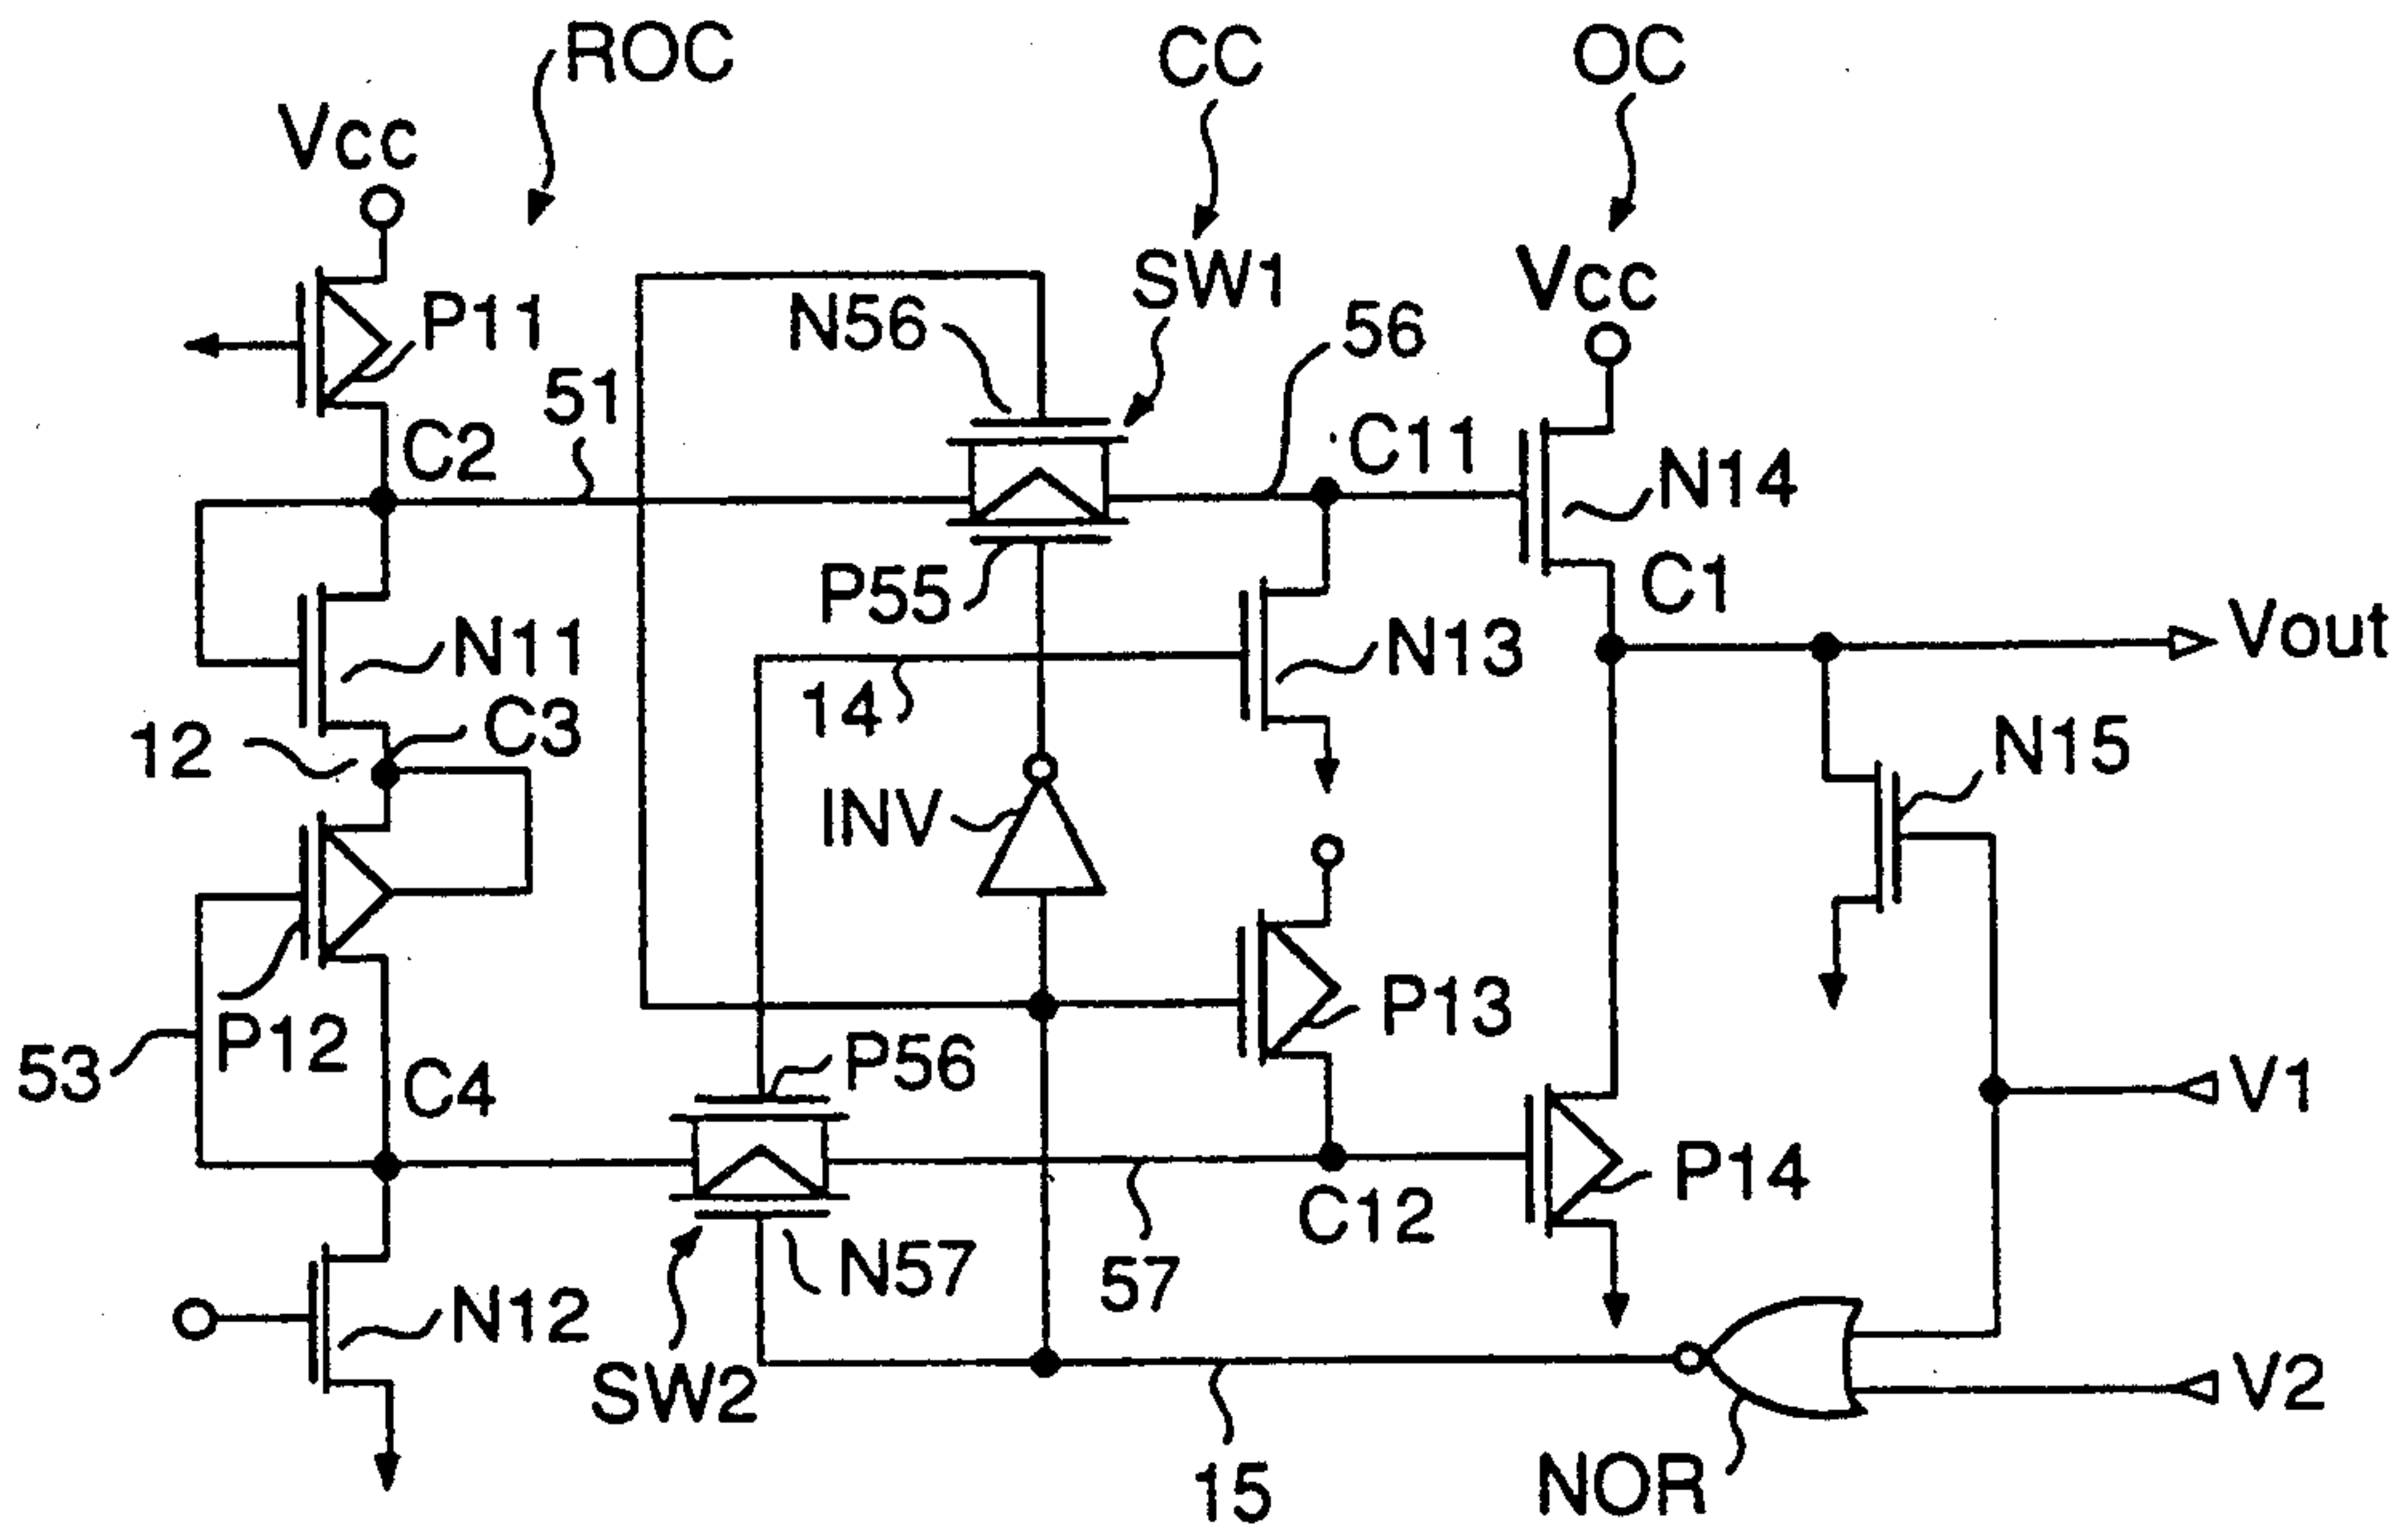 ROC
CC
OC
Vcc
SW1
Vcc
P11
N56
56
51
C2
C11
N14
P55
C1
N11
N13
Vout
14
12
C3
N15
INV
P13
P12
P56
53
C4
V1
P14
C12
N57
57
N12
SW2
V2
15
NOR